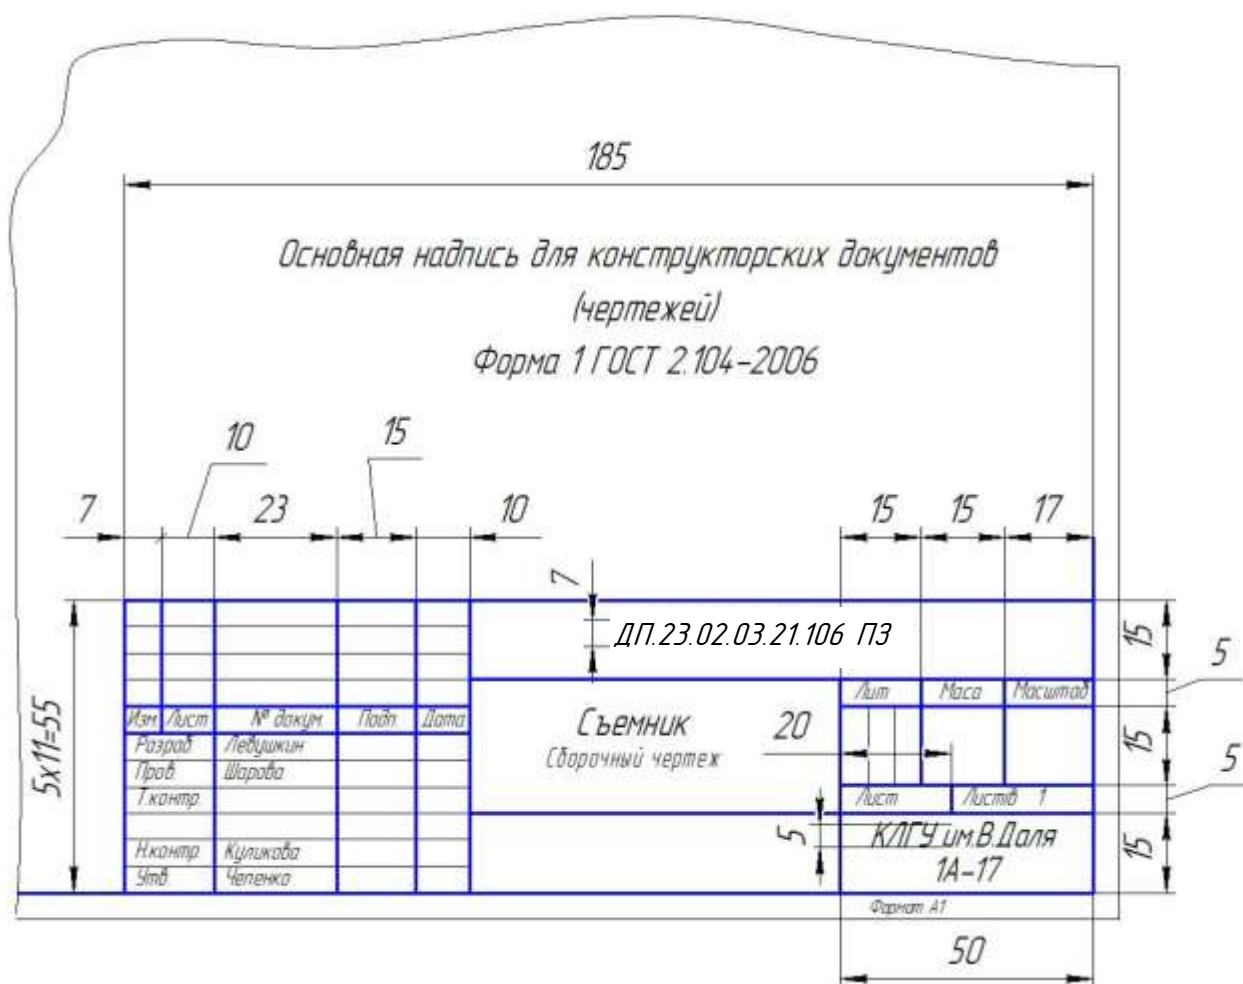 185
Основная надпись для конструкторских документов
(чертежей)
Форма 1 ГОСТ 2.104-2006
10 15
7 23 10 15 15 17
7
ДП.23.02.03.21.106 ПЗ
15
5
Лит Маса Масштаб
Изм. Лист № докум. Подп. Дата
Съемник
20
Разраб. Левушкин
Сборочный чертеж
15
Пров. Шарова
5х11=55
5
Т.контр.
Лист Листів 1
5
КЛГУ им.В.Даля
15
Н.контр. Куликова
1А-17
Утв. Чепенко
Формат А1
50